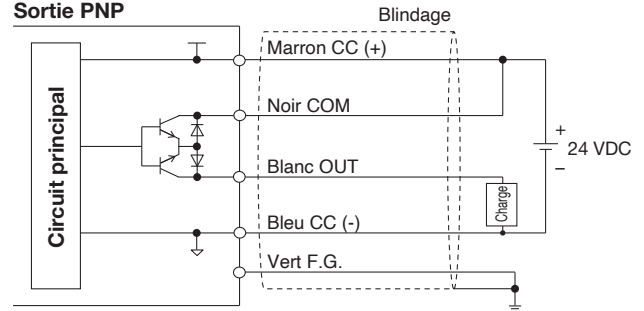 Sortie PNP
Blindage
Marron CC (+)
Noir COM
Circuit principal
+
24 VDC
–
Blanc OUT
Charge
Bleu CC (-)
Vert F.G.